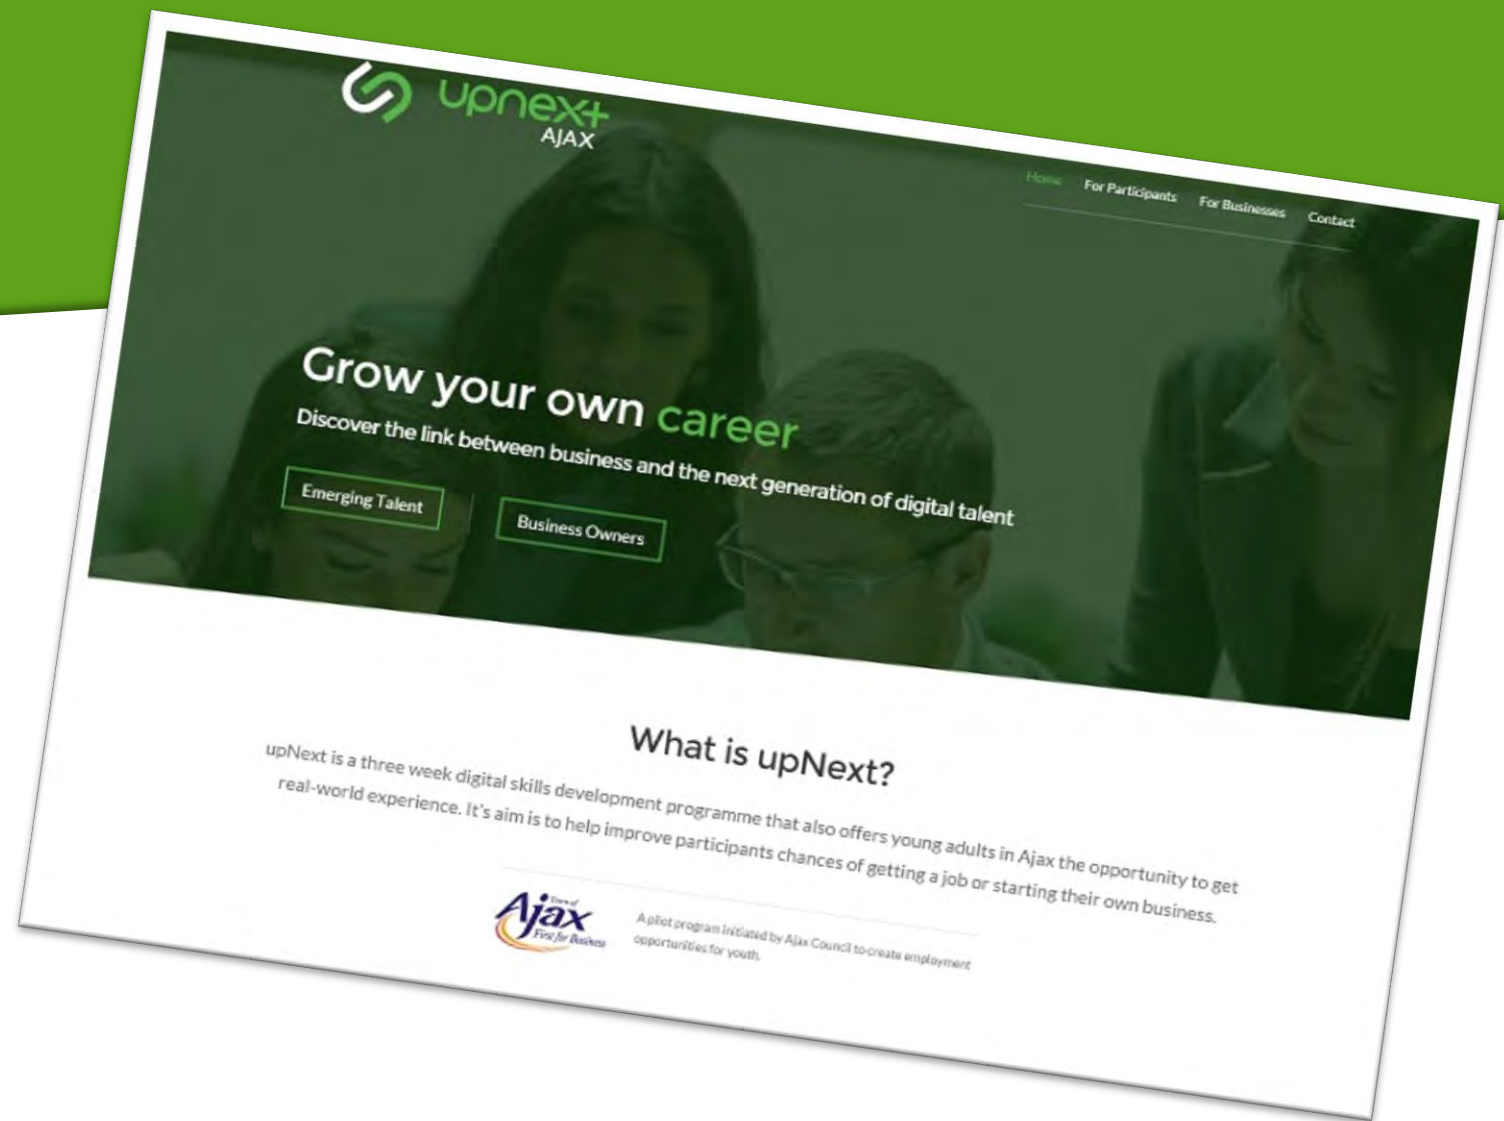 upnext
AJAX
Home
For Participants
For Businesses
Contact
Grow your own career
Discover the link between business and the next generation of digital talent
Emerging Talent
Business Owners
What is upNext?
upNext is a three week digital skills development programme that also offers young adults in Ajax the opportunity to get
real-world experience. It's aim is to help improve participants chances of getting a job or starting their own business.
Town of
Ajax
First for Business
A pilot program initiated by Ajax Council to create employment
opportunities for youth.